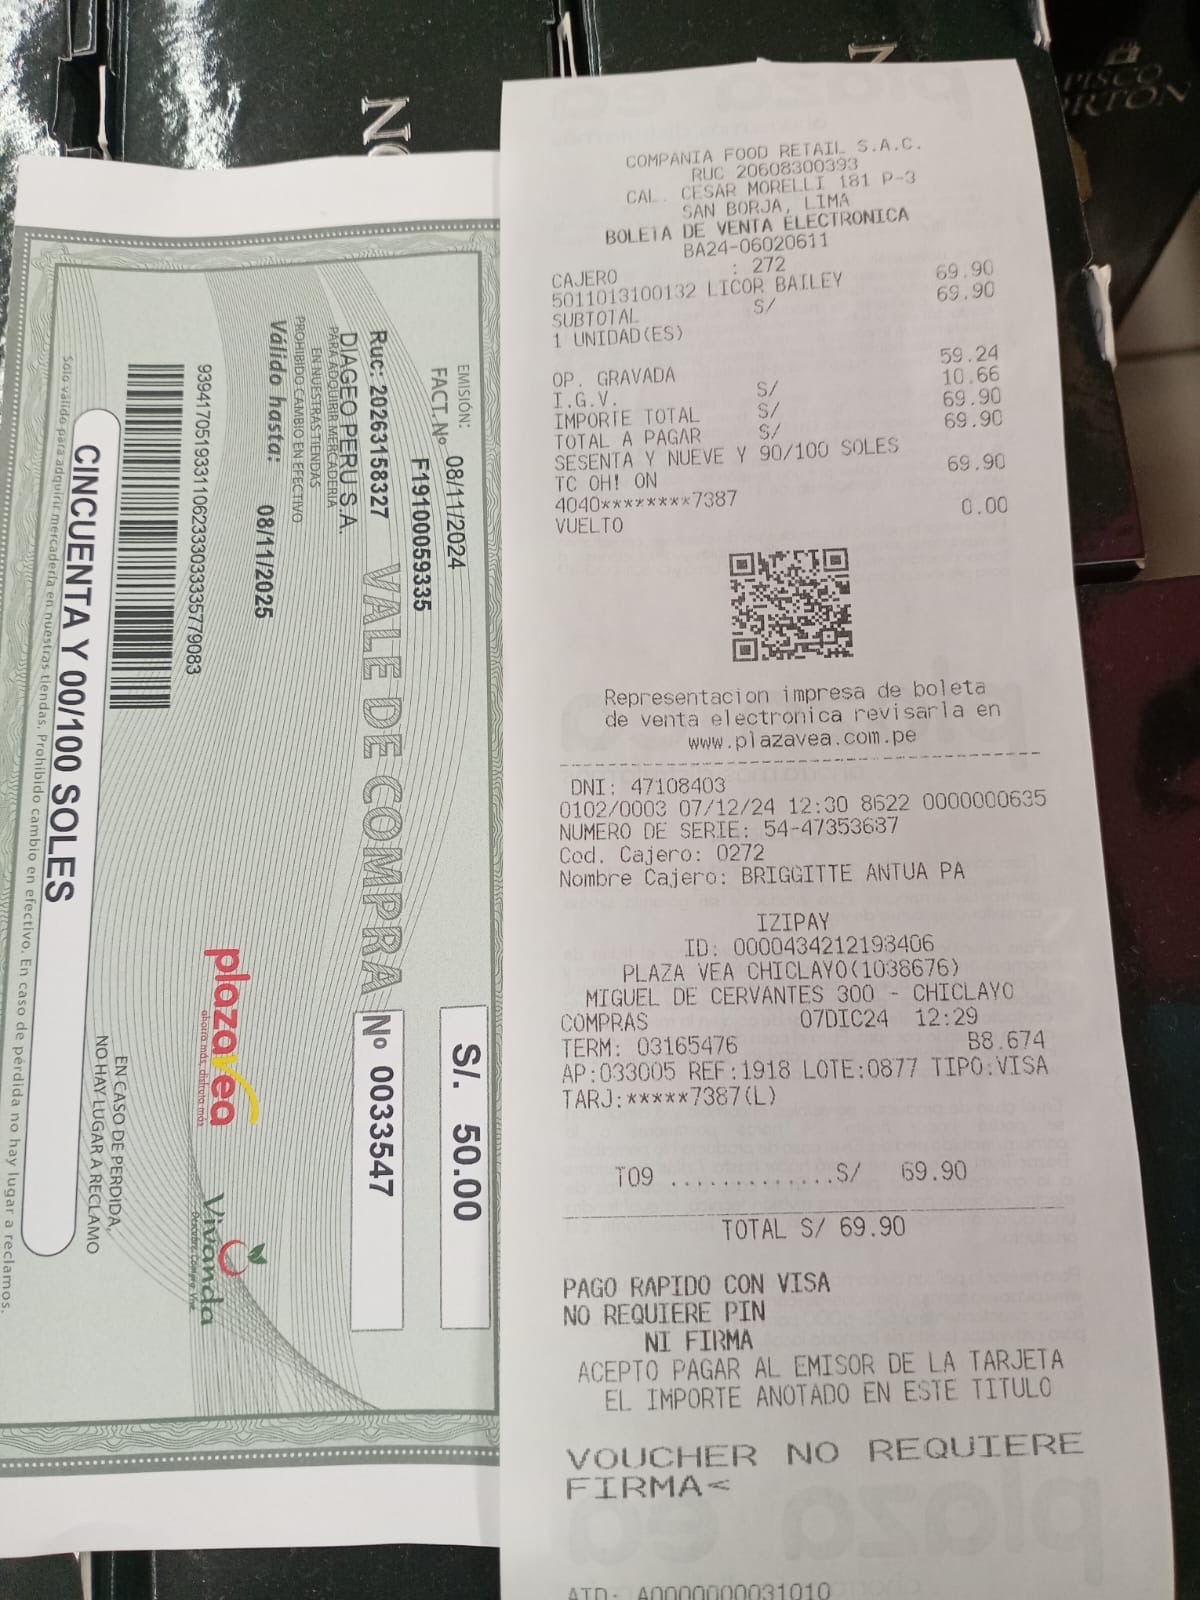 COMPANIA FOOD RETAIL S.A.C.
RUC 20608300393
CAL. CESAR MORELLI 181 P-3
SAN BORJA, LIMA
BOLETA DE VENTA ELECTRONICA
BA24-06020611
CAJERO : 272
5011013100132 LICOR BAILEY 69.90
SUBTOTAL S/ 69.90
1 UNIDAD(ES)
OP. GRAVADA 59.24
I.G.V. S/ 10.66
IMPORTE TOTAL S/ 69.90
TOTAL A PAGAR S/ 69.90
SESENTA Y NUEVE Y 90/100 SOLES
TC OH! ON 69.90
4040********7387
VUELTO 0.00
Representacion impresa de boleta
de venta electronica revisarla en
www.plazavea.com.pe
DNI: 47108403
0102/0003 07/12/24 12:30 8622 0000000635
NUMERO DE SERIE: 54-47353687
Cod. Cajero: 0272
Nombre Cajero: BRIGGITTE ANTUA PA
IZIPAY
ID: 0000434212193406
PLAZA VEA CHICLAYO(1038676)
MIGUEL DE CERVANTES 300 - CHICLAYO
COMPRAS 07DIC24 12:29
TERM: 03165476 B8.674
AP:033005 REF:1918 LOTE:0877 TIPO:VISA
TARJ:*****7387(L)
T09 .............S/ 69.90
TOTAL S/ 69.90
PAGO RAPIDO CON VISA
NO REQUIERE PIN
NI FIRMA
ACEPTO PAGAR AL EMISOR DE LA TARJETA
EL IMPORTE ANOTADO EN ESTE TITULO
VOUCHER NO REQUIERE
FIRMA<
AID: A0000000031010
EMISIÓN: 08/11/2024
S/. 50.00
FACT. Nº F19100059335
Ruc: 20263158327 VALE DE COMPRA Nº 0033547
DIAGEO PERU S.A.
PARA ADQUIRIR MERCADERIA
EN NUESTRAS TIENDAS
PROHIBIDO CAMBIO EN EFECTIVO
Válido hasta: 08/11/2025
plazavea
ahorra más, disfruta más
Vivanda
93941705193311062333033335779083
EN CASO DE PERDIDA,
NO HAY LUGAR A RECLAMO
CINCUENTA Y 00/100 SOLES
Sólo válido para adquirir mercadería en nuestras tiendas. Prohibido cambio en efectivo. En caso de pérdida no hay lugar a reclamos.
PISCO